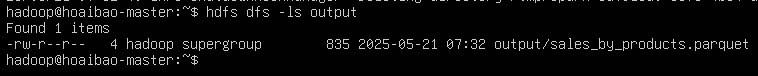 hadoop@hoaibao-master:~$ hdfs dfs -ls output
Found 1 items
-rw-r--r--   4 hadoop supergroup        835 2025-05-21 07:32 output/sales_by_products.parquet
hadoop@hoaibao-master:~$